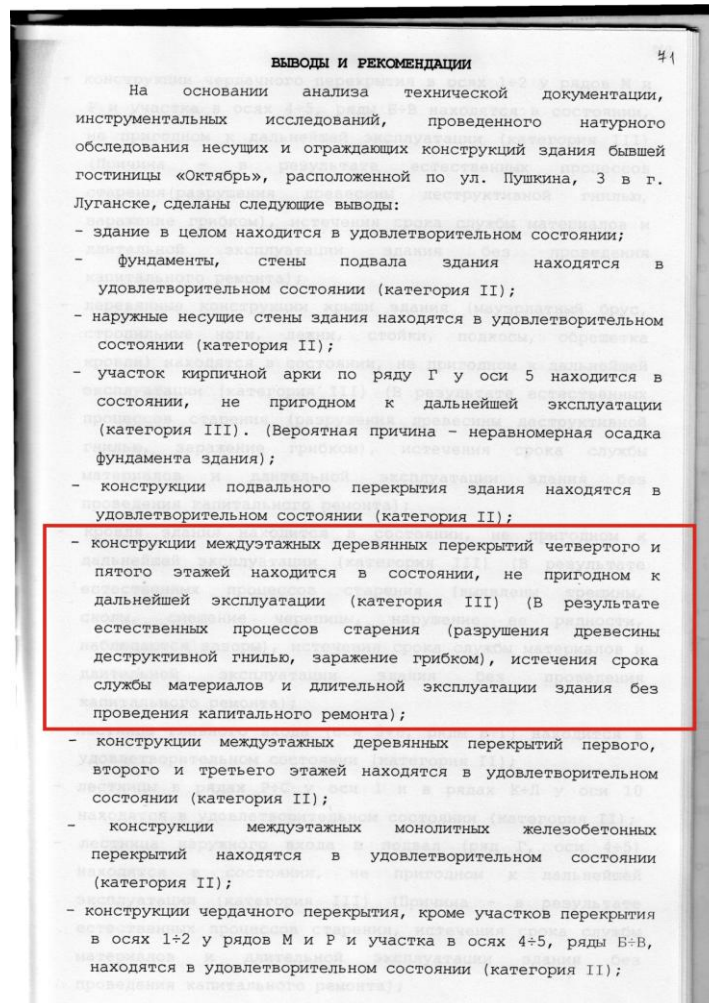 71
ВЫВОДЫ И РЕКОМЕНДАЦИИ
На основании анализа технической документации,
инструментальных исследований, проведенного натурного
обследования несущих и ограждающих конструкций здания бывшей
гостиницы «Октябрь», расположенной по ул. Пушкина, 3 в г.
Луганске, сделаны следующие выводы:
- здание в целом находится в удовлетворительном состоянии;
- фундаменты, стены подвала здания находятся в
удовлетворительном состоянии (категория II);
- наружные несущие стены здания находятся в удовлетворительном
состоянии (категория II);
- участок кирпичной арки по ряду Г у оси 5 находится в
состоянии, не пригодном к дальнейшей эксплуатации
(категория III). (Вероятная причина – неравномерная осадка
фундамента здания);
- конструкции подвального перекрытия здания находятся в
удовлетворительном состоянии (категория II);
- конструкции междуэтажных деревянных перекрытий четвертого и
пятого этажей находится в состоянии, не пригодном к
дальнейшей эксплуатации (категория III) (В результате
естественных процессов старения (разрушения древесины
деструктивной гнилью, заражение грибком), истечения срока
службы материалов и длительной эксплуатации здания без
проведения капитального ремонта);
- конструкции междуэтажных деревянных перекрытий первого,
второго и третьего этажей находятся в удовлетворительном
состоянии (категория II);
- конструкции междуэтажных монолитных железобетонных
перекрытий находятся в удовлетворительном состоянии
(категория II);
- конструкции чердачного перекрытия, кроме участков перекрытия
в осях 1÷2 у рядов М и Р и участка в осях 4÷5, ряды Б÷В,
находятся в удовлетворительном состоянии (категория II);